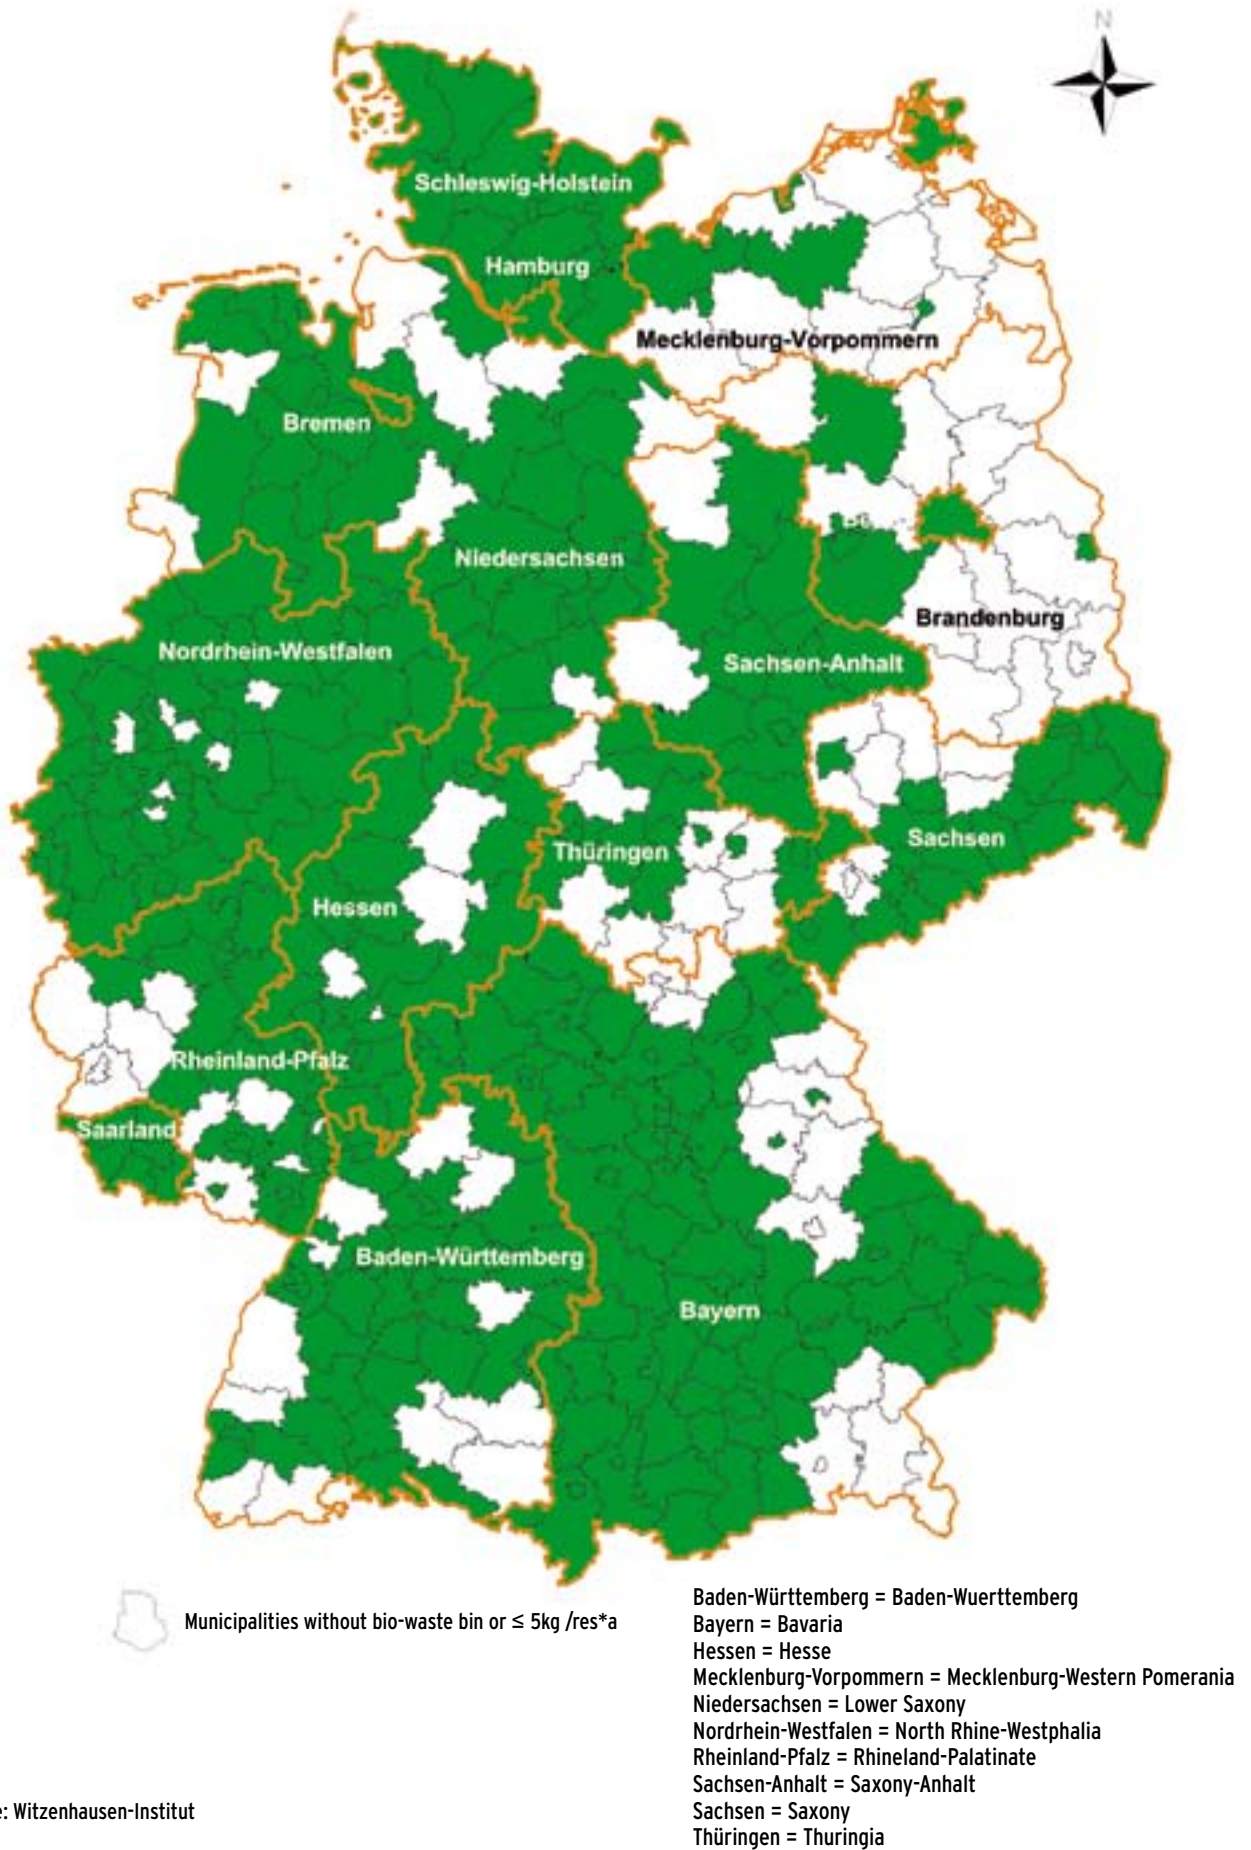 N
Schleswig-Holstein
Hamburg
Mecklenburg-Vorpommern
Bremen
Niedersachsen
Brandenburg
Nordrhein-Westfalen
Sachsen-Anhalt
Sachsen
Thüringen
Hessen
Rheinland-Pfalz
Saarland
Baden-Württemberg
Bayern
Municipalities without bio-waste bin or ≤ 5kg /res*a
Baden-Württemberg = Baden-Wuerttemberg
Bayern = Bavaria
Hessen = Hesse
Mecklenburg-Vorpommern = Mecklenburg-Western Pomerania
Niedersachsen = Lower Saxony
Nordrhein-Westfalen = North Rhine-Westphalia
Rheinland-Pfalz = Rhineland-Palatinate
Sachsen-Anhalt = Saxony-Anhalt
Sachsen = Saxony
Thüringen = Thuringia
: Witzenhausen-Institut